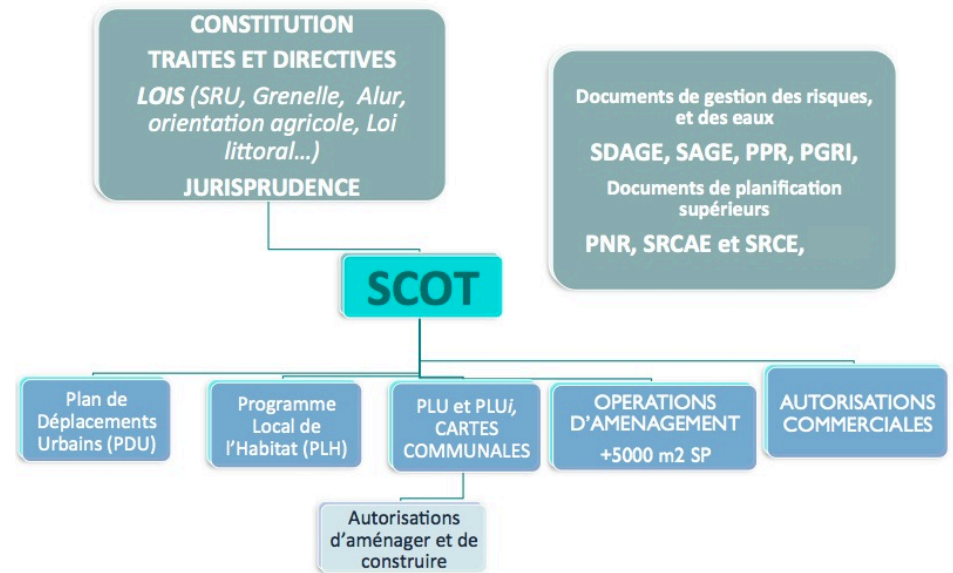 CONSTITUTION
TRAITES ET DIRECTIVES
LOIS (SRU, Grenelle, Alur,
orientation agricole, Loi
littoral...)
JURISPRUDENCE
Documents de gestion des risques,
et des eaux
SDAGE, SAGE, PPR, PGRI,
Documents de planification
supérieurs
PNR, SRCAE et SRCE,
SCOT
Plan de
Déplacements
Urbains (PDU)
Programme
Local de
l'Habitat (PLH)
PLU et PLUi,
CARTES
COMMUNALES
OPERATIONS
D'AMENAGEMENT
+5000 m2 SP
AUTORISATIONS
COMMERCIALES
Autorisations
d'aménager et de
construire